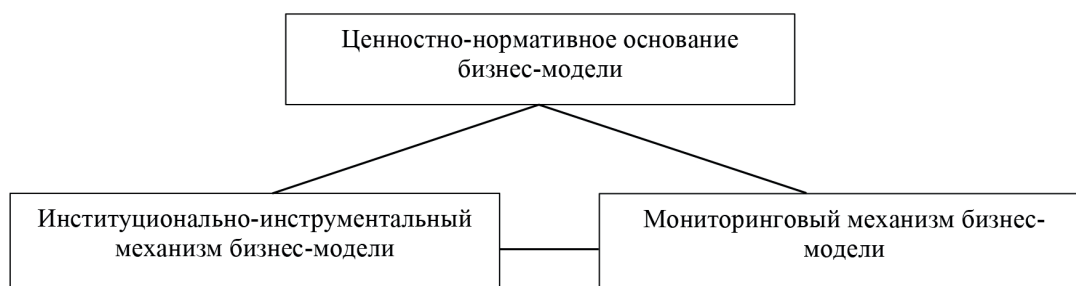 Ценностно-нормативное основание
бизнес-модели
Институционально-инструментальный
механизм бизнес-модели
Мониторинговый механизм бизнес-
модели